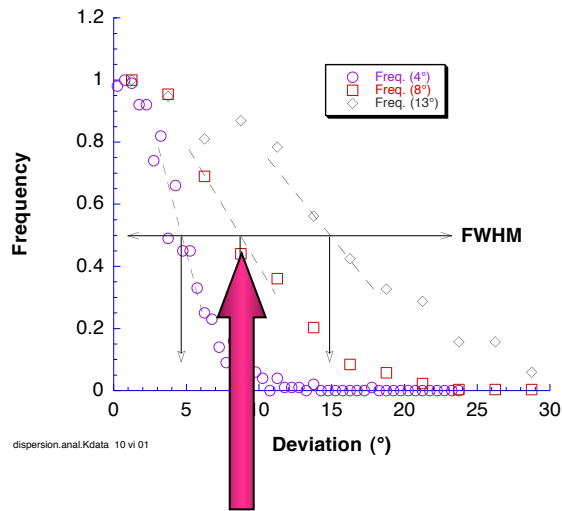 1.2
1
0.8
0.6
0.4
0.2
0
Frequency
Freq. (4°)
Freq. (8°)
Freq. (13°)
FWHM
0 5 10 15 20 25 30
Deviation (°)
dispersion.anal.Kdata 10 vi 01